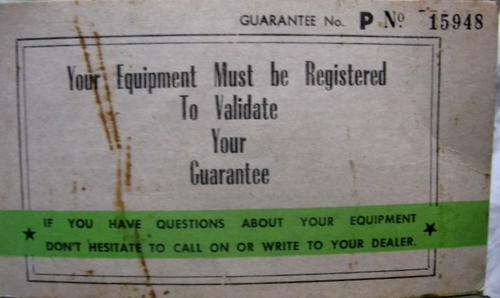 GUARANTEE No. P Nº 15948
Your Equipment Must be Registered
To Validate
Your
Guarantee
IF YOU HAVE QUESTIONS ABOUT YOUR EQUIPMENT
DON'T HESITATE TO CALL ON OR WRITE TO YOUR DEALER.